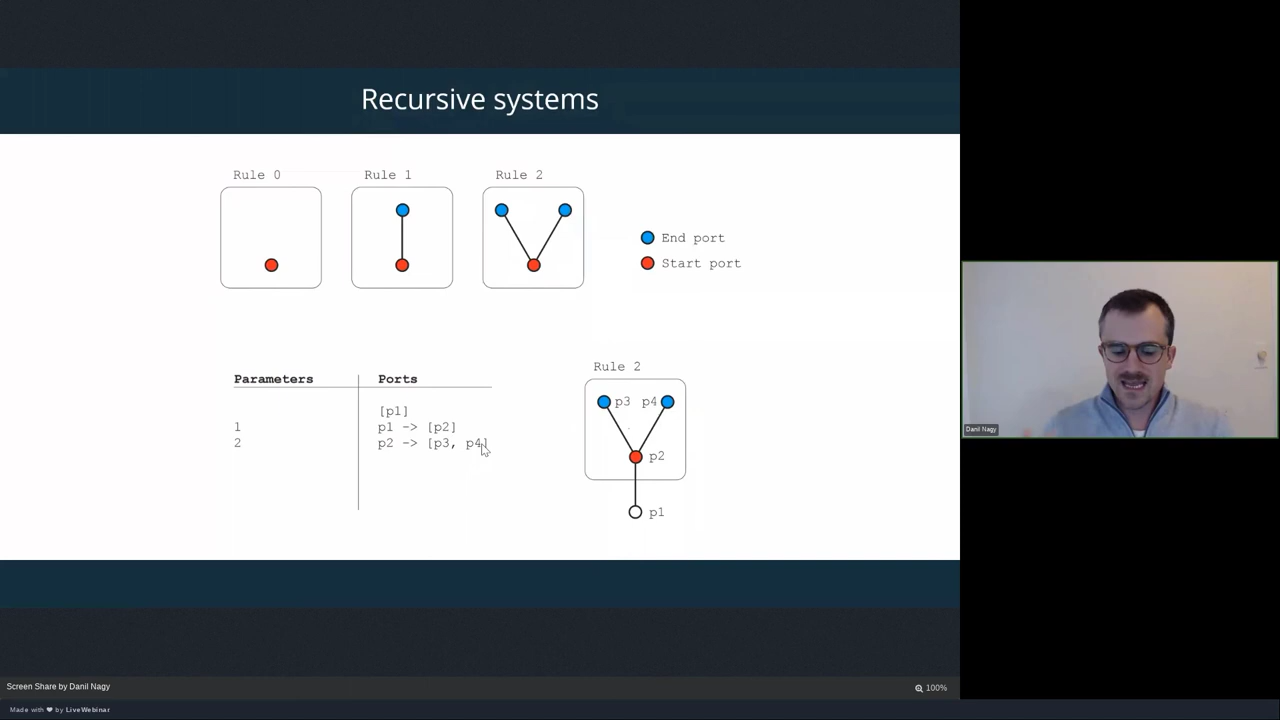 Recursive systems
Rule 0
Rule 1
Rule 2
End port
Start port
Parameters
Ports
[p1]
1
p1 -> [p2]
2
p2 -> [p3, p4]
Rule 2
p3
p4
p2
p1
Danil Nagy
Screen Share by Danil Nagy
100%
Made with ❤ by LiveWebinar